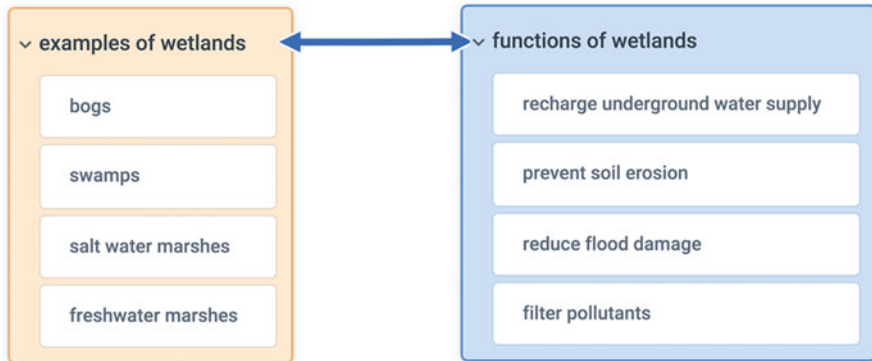 examples of wetlands
bogs
swamps
salt water marshes
freshwater marshes
functions of wetlands
recharge underground water supply
prevent soil erosion
reduce flood damage
filter pollutants